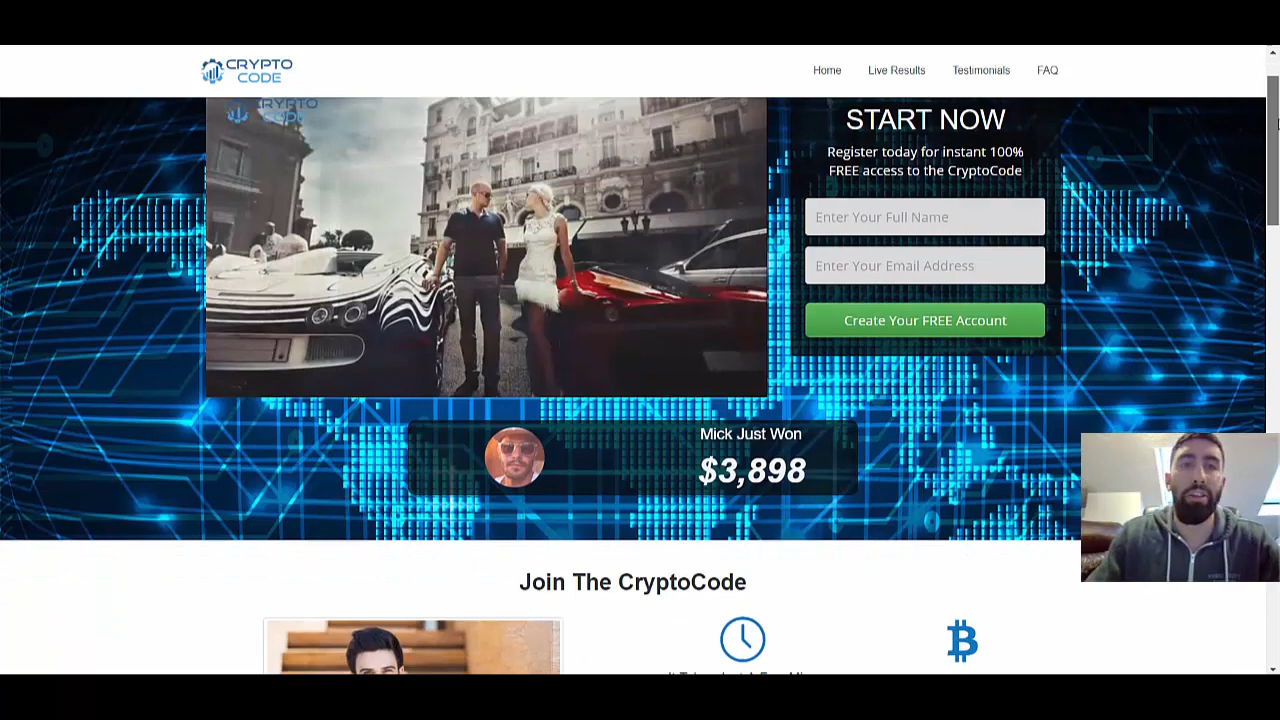 CRYPTO
CODE
Home Live Results Testimonials FAQ
CRYPTO
CODE
START NOW
Register today for instant 100%
FREE access to the CryptoCode
Enter Your Full Name
Enter Your Email Address
Create Your FREE Account
Mick Just Won
$3,898
Join The CryptoCode